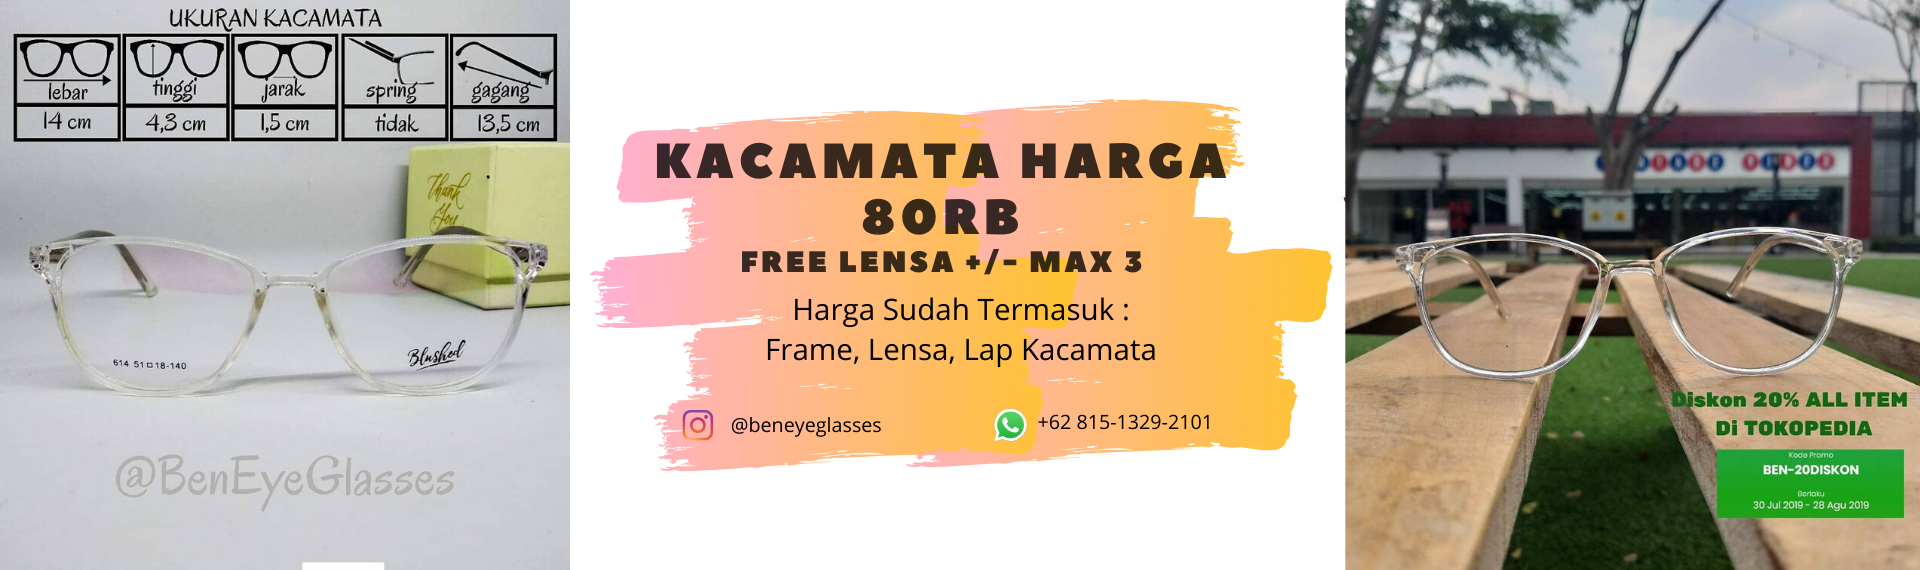 UKURAN KACAMATA
lebar
tinggi
jarak
spring
gagang
14 cm
4,3 cm
1,5 cm
tidak
13,5 cm
Thank
You
614 51□18-140
Blushed
@BenEyeGlasses
KACAMATA HARGA
80RB
FREE LENSA +/- MAX 3
Harga Sudah Termasuk :
Frame, Lensa, Lap Kacamata
@beneyeglasses
+62 815-1329-2101
Diskon 20% ALL ITEM
Di TOKOPEDIA
Kode Promo
BEN-20DISKON
Berlaku
30 Jul 2019 - 28 Agu 2019